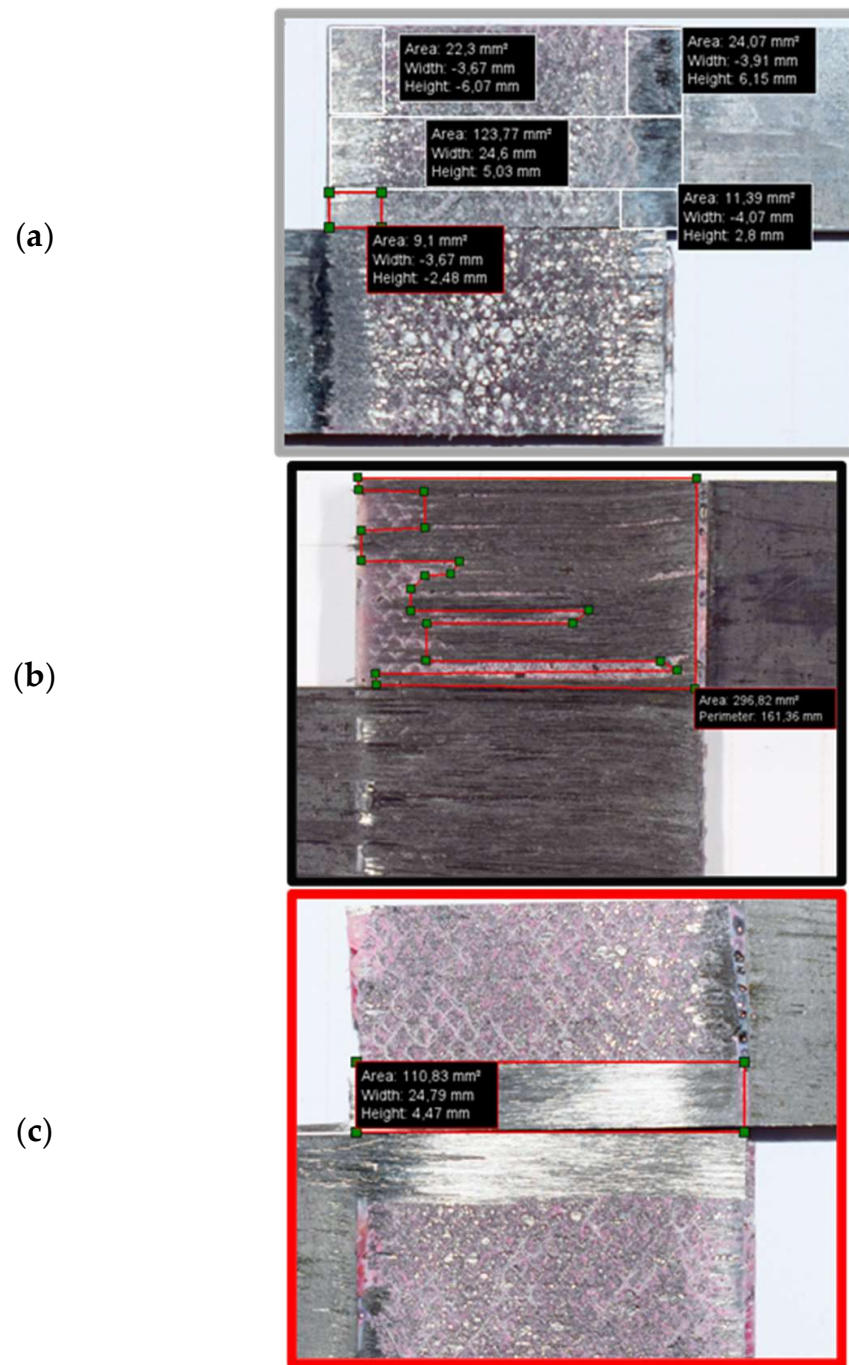 Area: 22,3 mm²
Width: -3,67 mm
Height: -6,07 mm
Area: 24,07 mm²
Width: -3,91 mm
Height: 6,15 mm
Area: 123,77 mm²
Width: 24,6 mm
Height: 5,03 mm
(a)
Area: 11,39 mm²
Width: -4,07 mm
Height: 2,8 mm
Area: 9,1 mm²
Width: -3,67 mm
Height: -2,48 mm
(b)
Area: 296,82 mm²
Perimeter: 161,36 mm
(c)
Area: 110,83 mm²
Width: 24,79 mm
Height: 4,47 mm